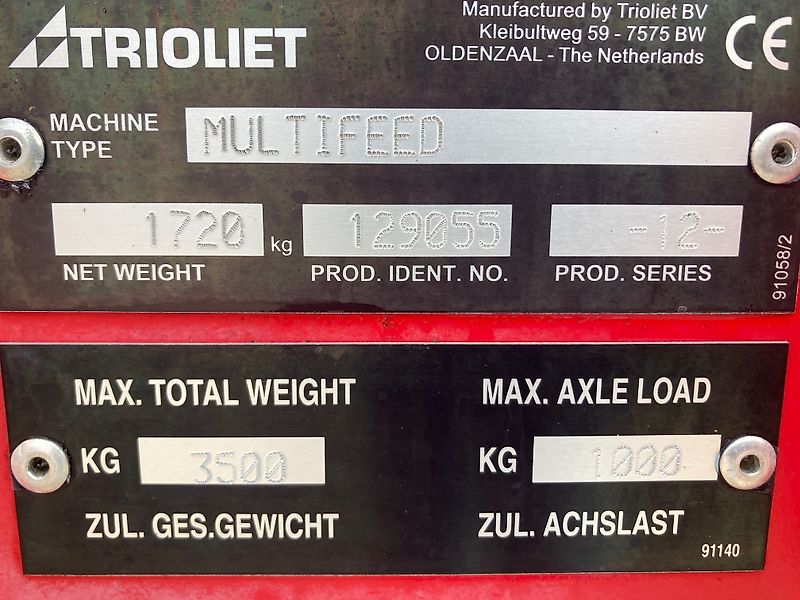 TRIOLIET
Manufactured by Trioliet BV
Kleibultweg 59 - 7575 BW
OLDENZAAL - The Netherlands
CE
MACHINE TYPE
MULTIFEED
1720 kg
NET WEIGHT
129055
PROD. IDENT. NO.
-12-
PROD. SERIES
91058/2
MAX. TOTAL WEIGHT
KG 3500
ZUL. GES.GEWICHT
MAX. AXLE LOAD
KG 1000
ZUL. ACHSLAST
91140